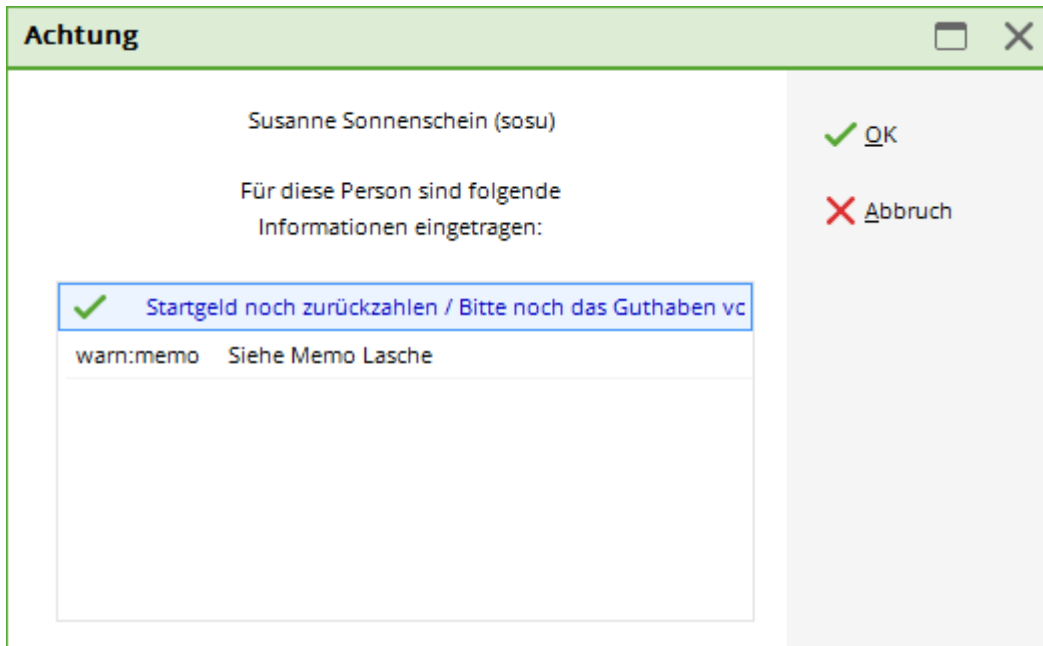 Achtung
Susanne Sonnenschein (sosu)
Für diese Person sind folgende
Informationen eingetragen:
Startgeld noch zurückzahlen / Bitte noch das Guthaben vc
warn:memo Siehe Memo Lasche
OK
Abbruch